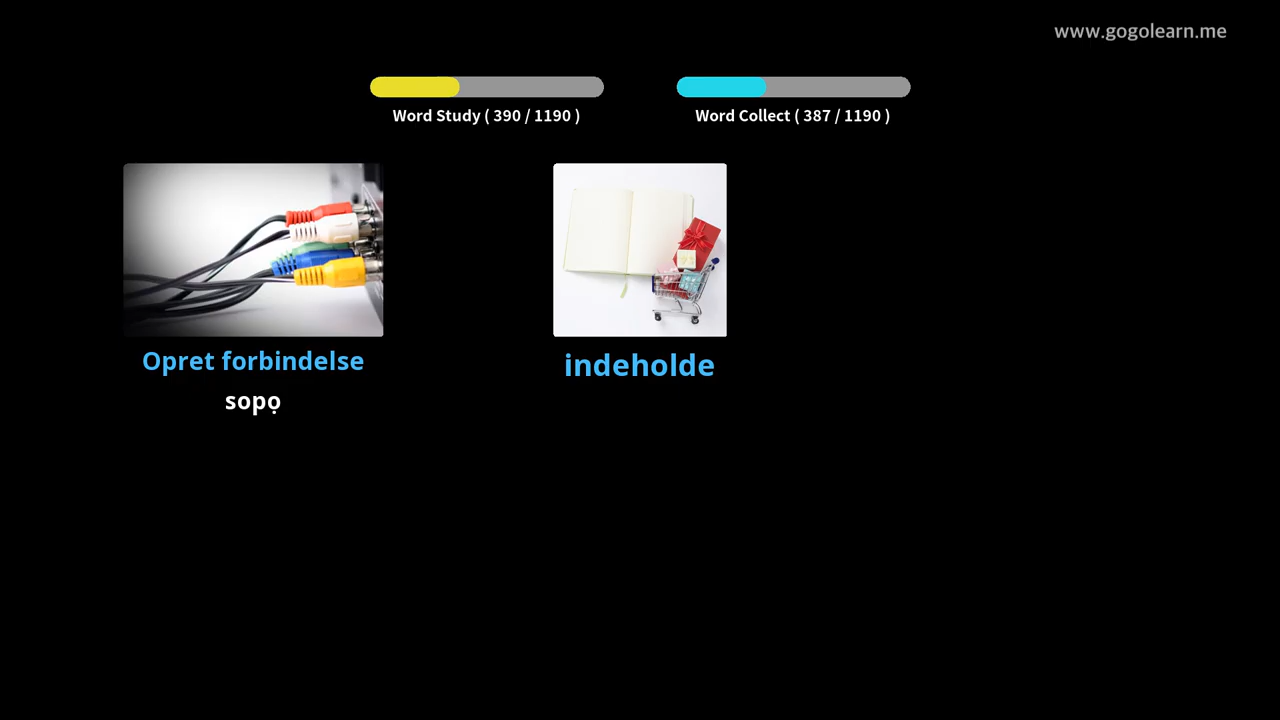 www.gogolearn.me
Word Study ( 390 / 1190 )
Word Collect ( 387 / 1190 )
Opret forbindelse
sopọ
indeholde